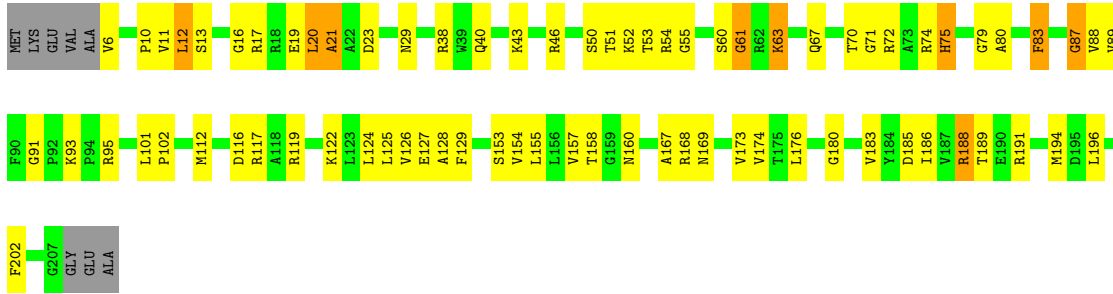 MET LYS GLU VAL ALA V6 P10 V11 L12 S13 G16 R17 R18 E19 L20 A21 A22 D23 N29 R38 W39 Q40 K43 R46 S50 T51 K52 T53 R54 G55 S60 G61 R62 K63 Q67 T70 G71 R72 A73 R74 H75 G79 A80 F83 G87 V88 V89
F90 G91 P92 K93 P94 R95 L101 P102 M112 D116 R117 A118 R119 K122 L123 L124 L125 V126 E127 A128 F129 S153 V154 L155 L156 V157 T158 G159 N160 A167 R168 N169 V173 V174 T175 L176 G180 V183 Y184 D185 I186 V187 R188 T189 E190 R191 M194 D195 L196
F202 G207 GLY GLU ALA